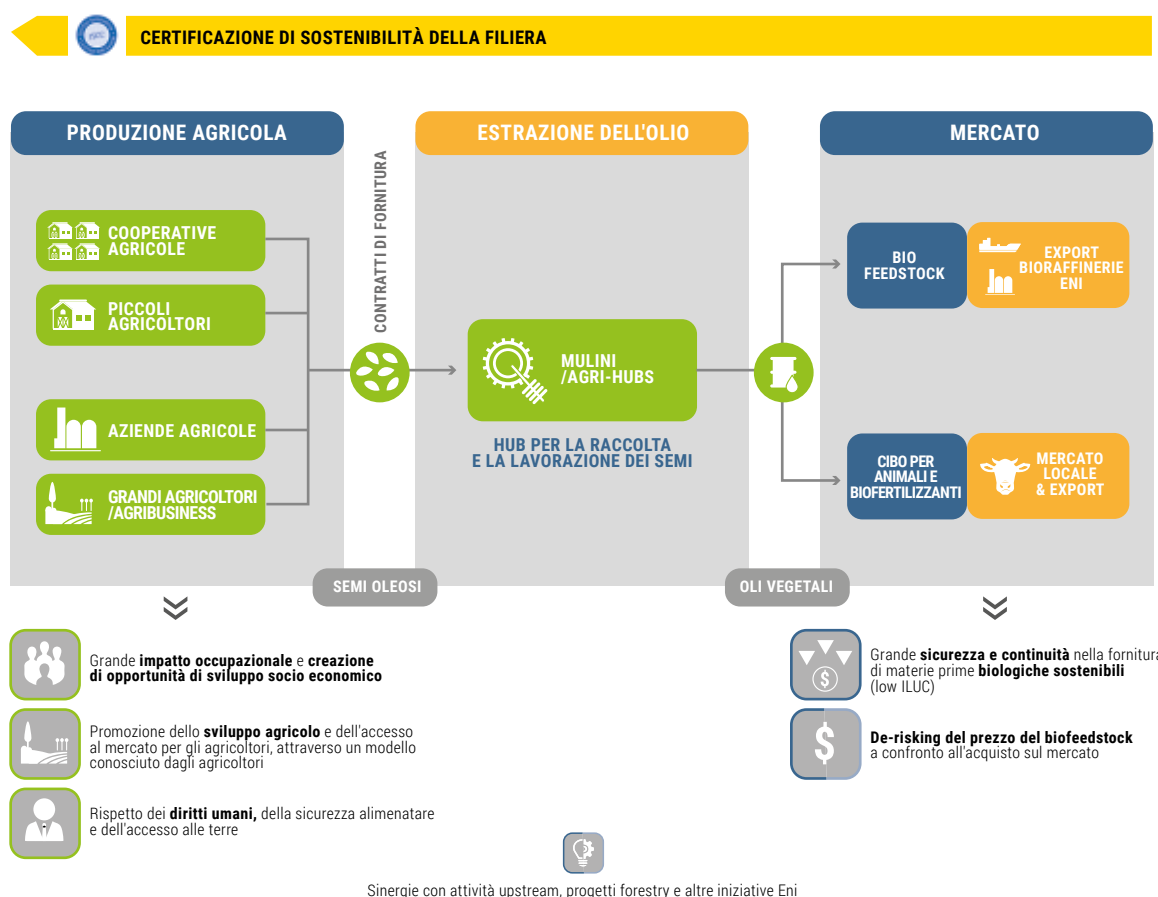 CERTIFICAZIONE DI SOSTENIBILITÀ DELLA FILIERA
PRODUZIONE AGRICOLA
COOPERATIVE
AGRICOLE
PICCOLI
AGRICOLTORI
AZIENDE AGRICOLE
GRANDI AGRICOLTORI
/AGRIBUSINESS
CONTRATTI DI FORNITURA
SEMI OLEOSI
ESTRAZIONE DELL'OLIO
MULINI
/AGRI-HUBS
HUB PER LA RACCOLTA
E LA LAVORAZIONE DEI SEMI
OLI VEGETALI
MERCATO
BIO
FEEDSTOCK
EXPORT
BIORAFFINERIE
ENI
CIBO PER
ANIMALI E
BIOFERTILIZZANTI
MERCATO
LOCALE
& EXPORT
Grande impatto occupazionale e creazione
di opportunità di sviluppo socio economico
Promozione dello sviluppo agricolo e dell'accesso
al mercato per gli agricoltori, attraverso un modello
conosciuto dagli agricoltori
Rispetto dei diritti umani, della sicurezza alimenatare
e dell'accesso alle terre
Grande sicurezza e continuità nella fornitura
di materie prime biologiche sostenibili
(low ILUC)
$
$
De-risking del prezzo del biofeedstock
a confronto all'acquisto sul mercato
Sinergie con attività upstream, progetti forestry e altre iniziative Eni